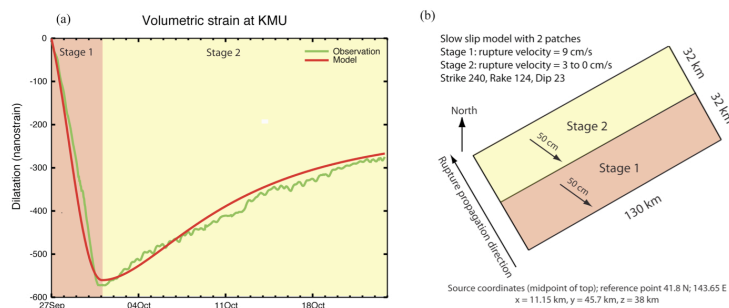 (a)
Volumetric strain at KMU
Stage 1
Stage 2
Observation
Model
Dilatation (nanostrain)
0
-100
-200
-300
-400
-500
-600
27Sep
04Oct
11Oct
18Oct
(b)
Slow slip model with 2 patches
Stage 1: rupture velocity = 9 cm/s
Stage 2: rupture velocity = 3 to 0 cm/s
Strike 240, Rake 124, Dip 23
North
Rupture propagation direction
32 km
32 km
Stage 2
50 cm
Stage 1
50 cm
130 km
Source coordinates (midpoint of top); reference point 41.8 N; 143.65 E
x = 11.15 km, y = 45.7 km, z = 38 km